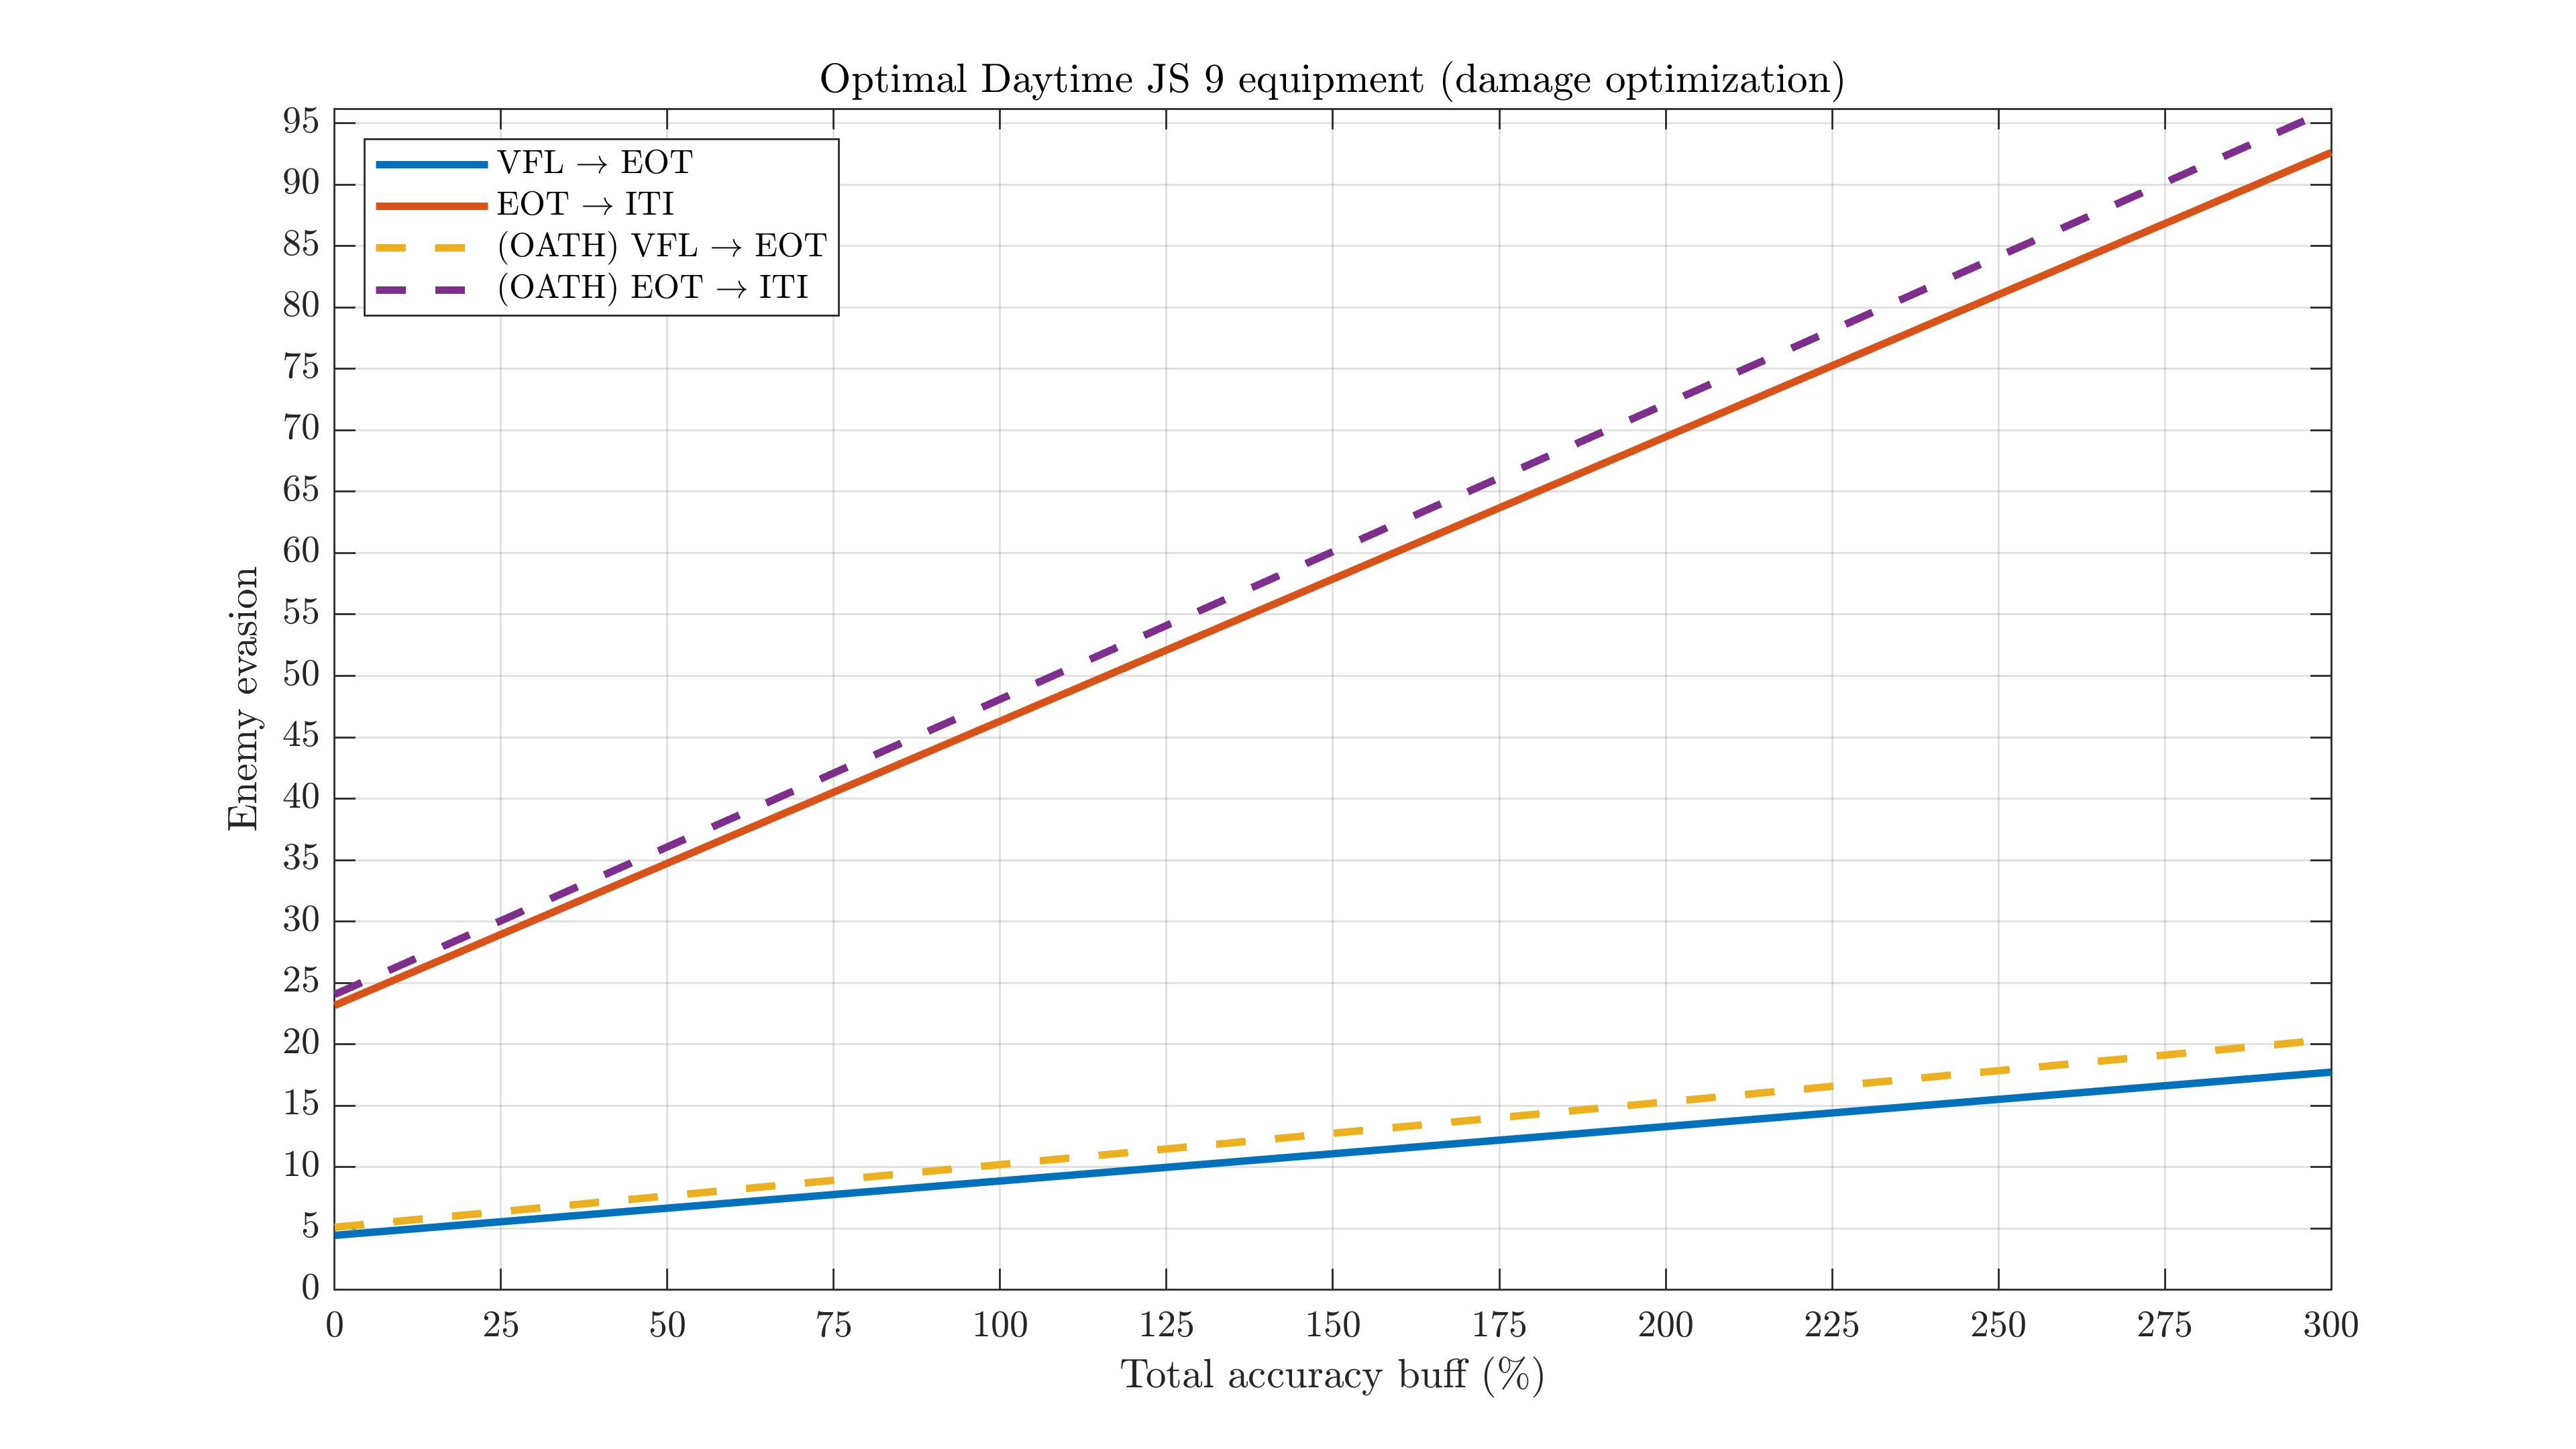 Optimal Daytime JS 9 equipment (damage optimization)
VFL → EOT
EOT → ITI
(OATH) VFL → EOT
(OATH) EOT → ITI
95
90
85
80
75
70
65
60
55
50
45
40
35
30
25
20
15
10
5
0
Enemy evasion
0 25 50 75 100 125 150 175 200 225 250 275 300
Total accuracy buff (%)